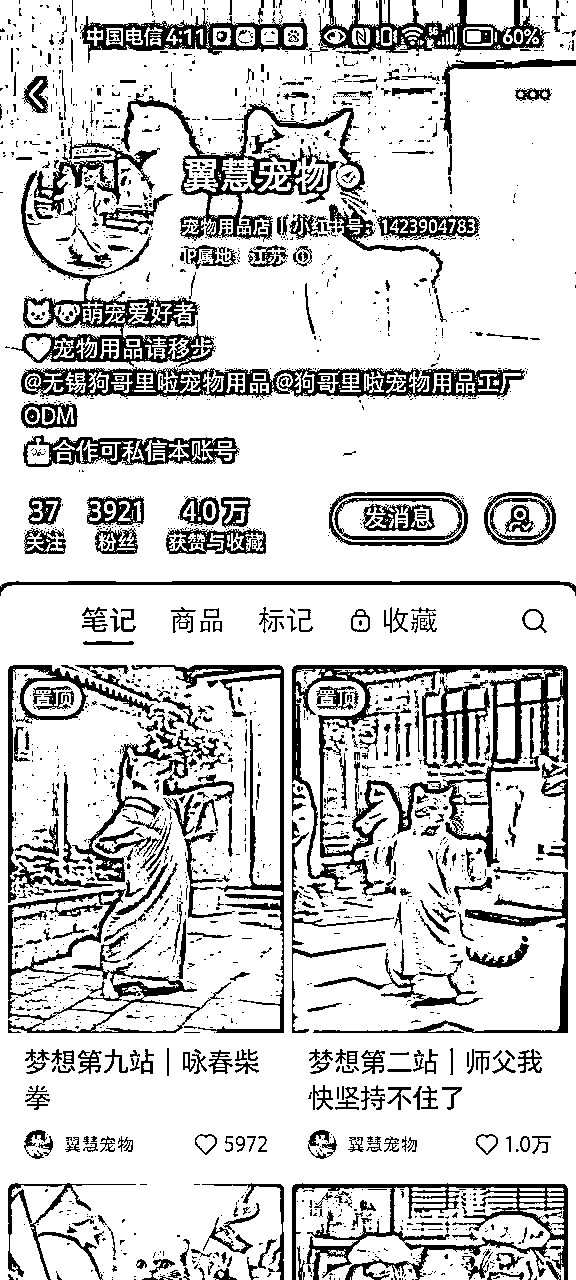 中国电信4:11 60%
翼慧宠物
宠物用品店 | 小红书号：1423904783
IP属地：江苏
萌宠爱好者
宠物用品请移步
@无锡狗哥里啦宠物用品 @狗哥里啦宠物用品工厂
ODM
合作可私信本账号
37 3921 4.0万
关注 粉丝 获赞与收藏
发消息
笔记 商品 标记 收藏
置顶 置顶
梦想第九站｜咏春柴
拳
梦想第二站｜师父我
快坚持不住了
翼慧宠物 5972
翼慧宠物 1.0万